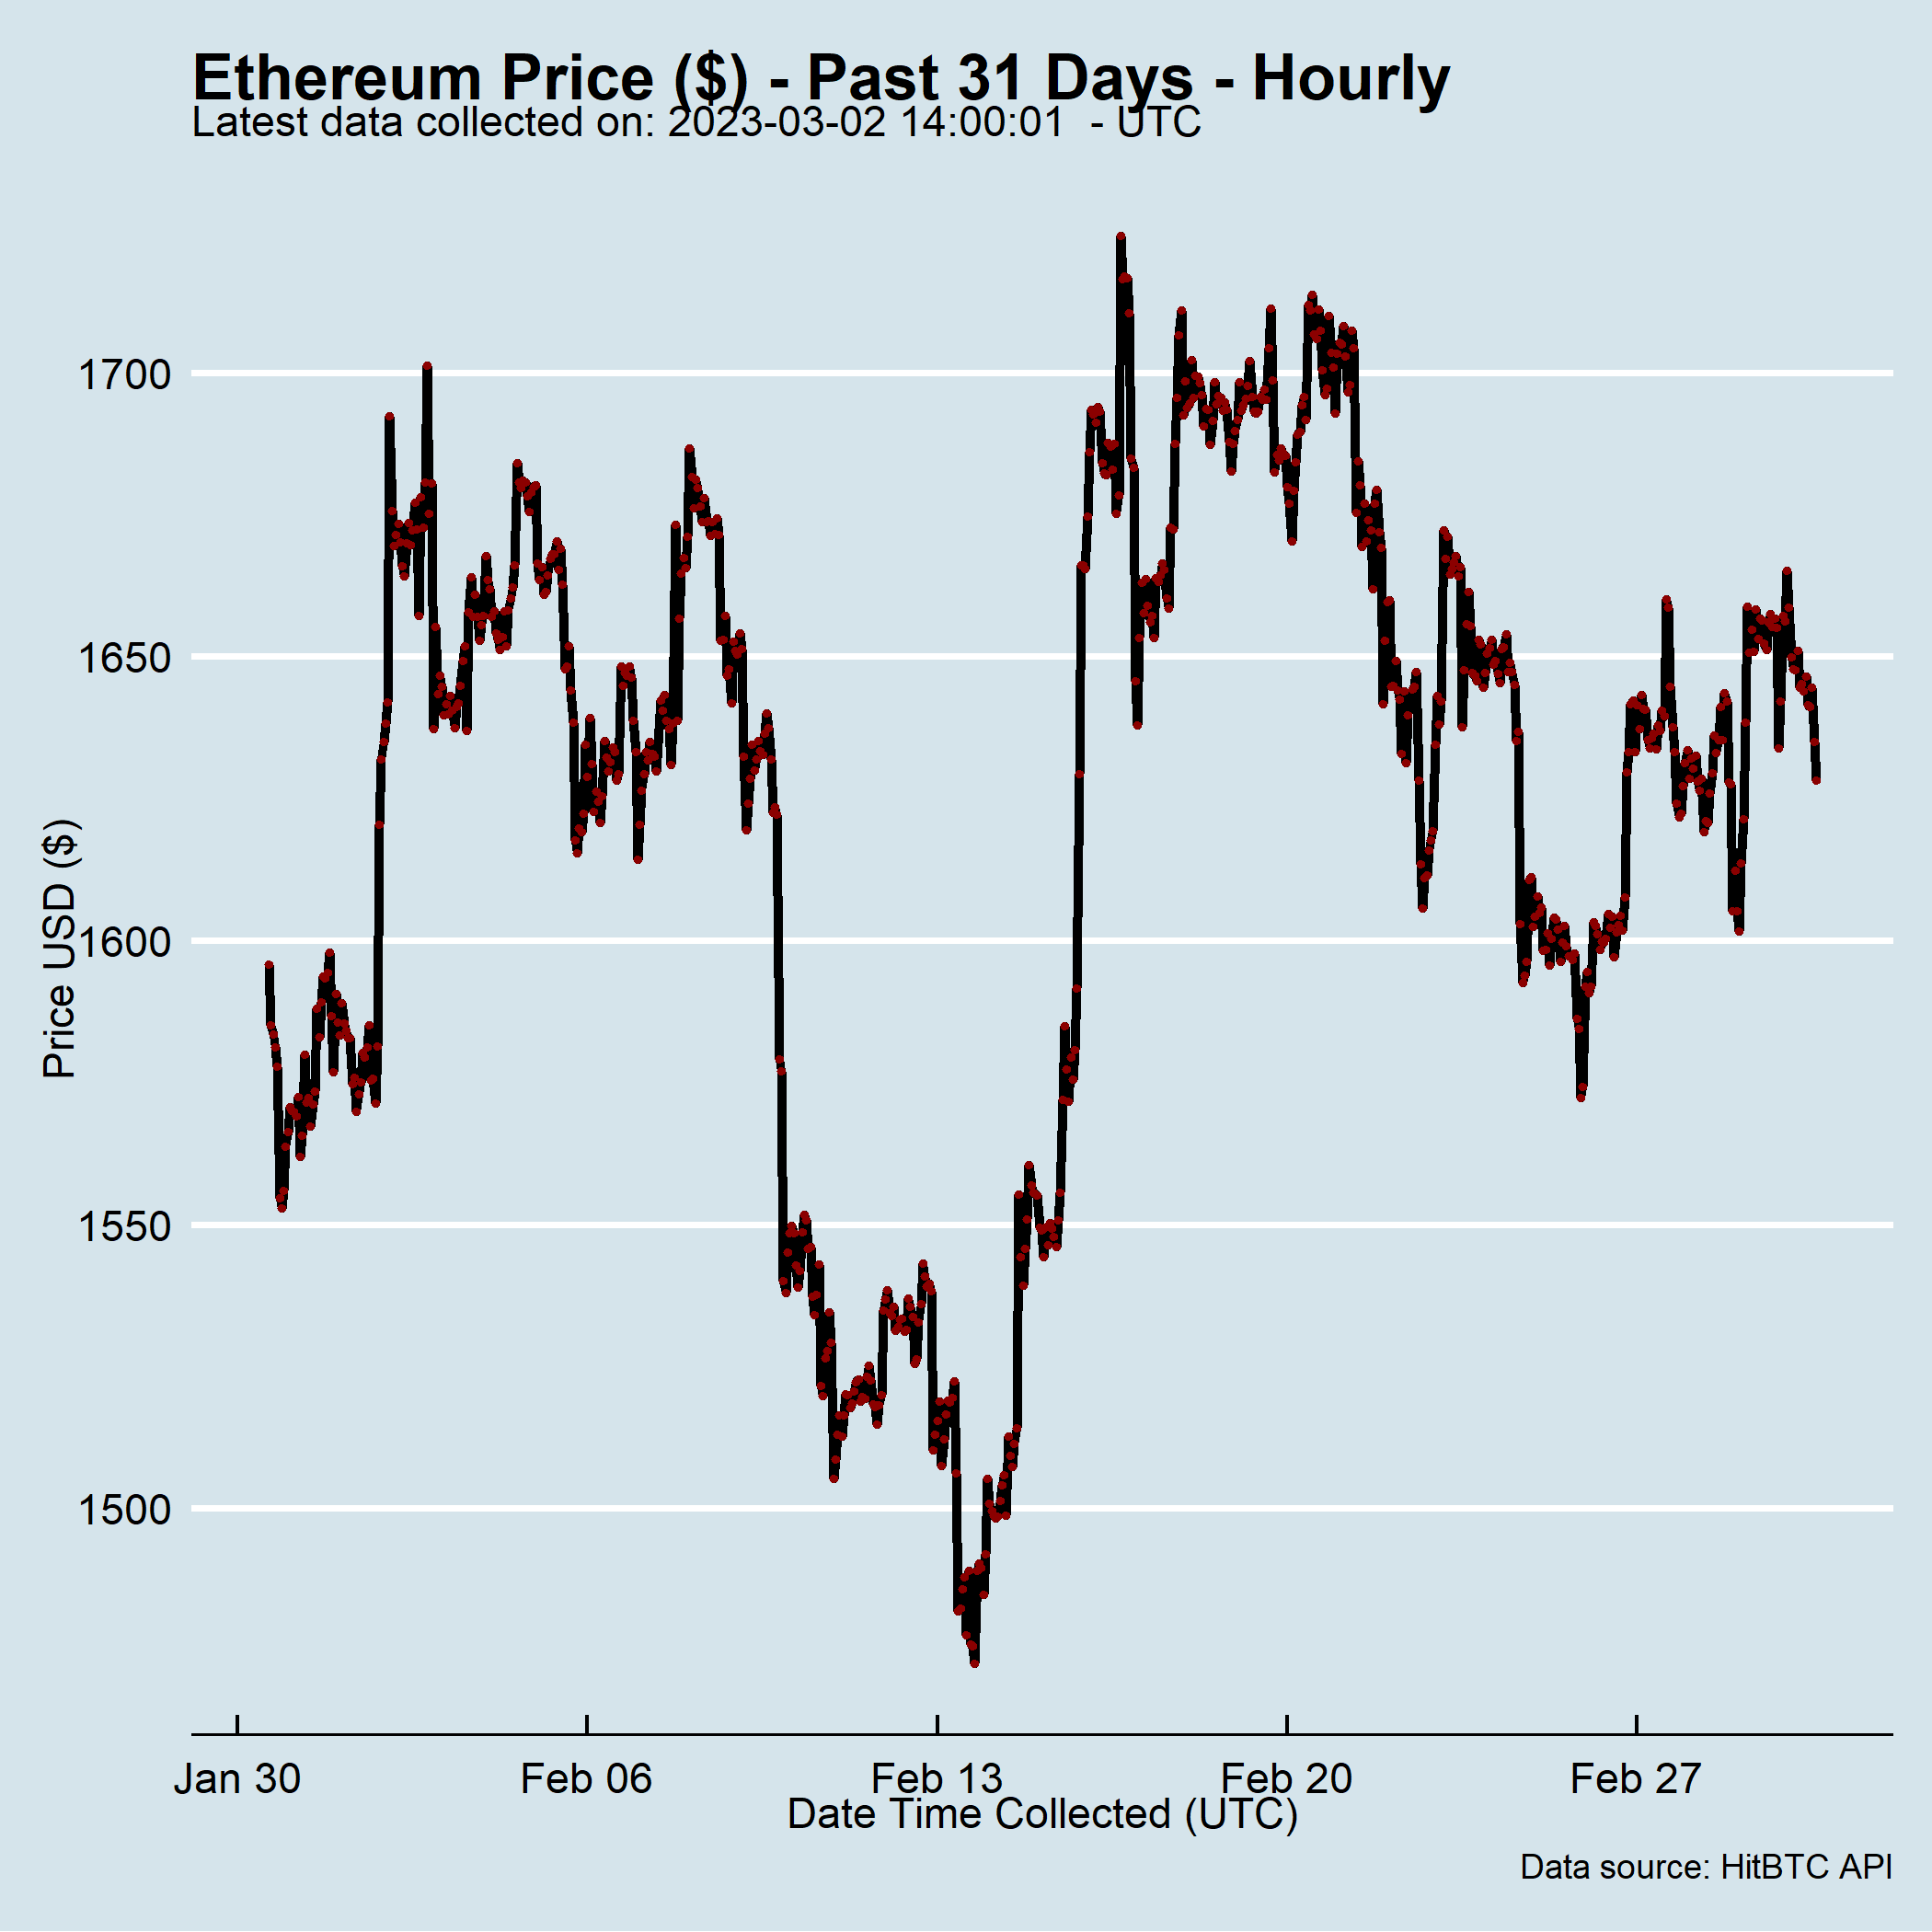 Ethereum Price ($) - Past 31 Days - Hourly
Latest data collected on: 2023-03-02 14:00:01  - UTC
Price USD ($)
1700
1650
1600
1550
1500
Jan 30
Feb 06
Feb 13
Feb 20
Feb 27
Date Time Collected (UTC)
Data source: HitBTC API